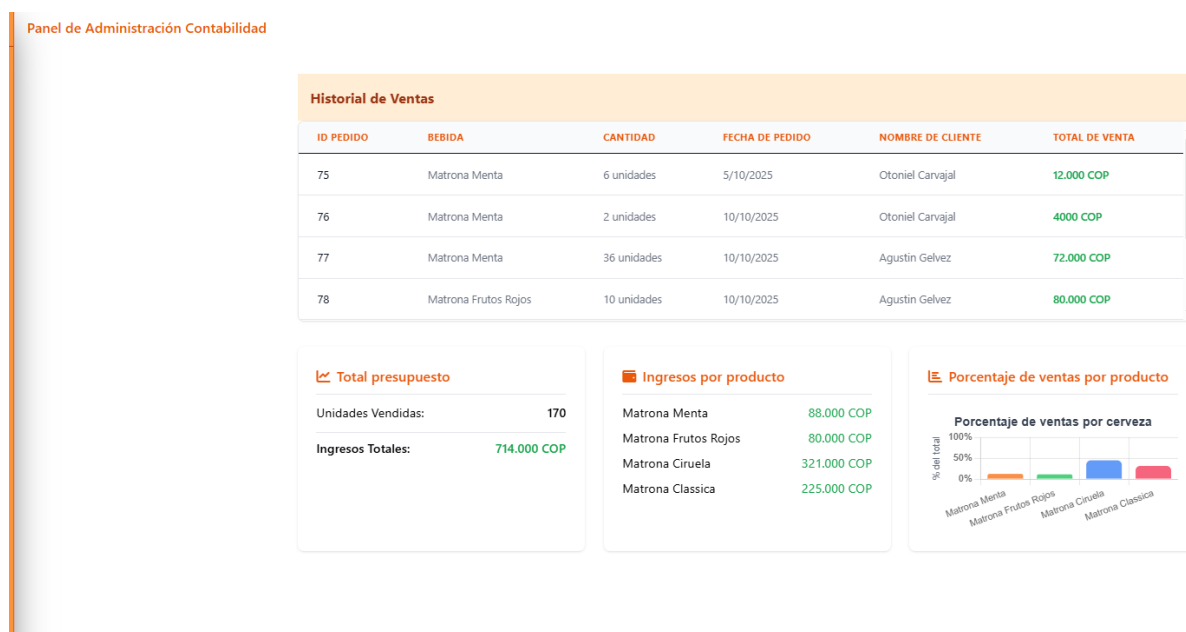 Panel de Administración Contabilidad
Historial de Ventas
ID PEDIDO BEBIDA CANTIDAD FECHA DE PEDIDO NOMBRE DE CLIENTE TOTAL DE VENTA
75 Matrona Menta 6 unidades 5/10/2025 Otoniel Carvajal 12.000 COP
76 Matrona Menta 2 unidades 10/10/2025 Otoniel Carvajal 4000 COP
77 Matrona Menta 36 unidades 10/10/2025 Agustin Gelvez 72.000 COP
78 Matrona Frutos Rojos 10 unidades 10/10/2025 Agustin Gelvez 80.000 COP
Total presupuesto
Unidades Vendidas: 170
Ingresos Totales: 714.000 COP
Ingresos por producto
Matrona Menta 88.000 COP
Matrona Frutos Rojos 80.000 COP
Matrona Ciruela 321.000 COP
Matrona Classica 225.000 COP
Porcentaje de ventas por producto
Porcentaje de ventas por cerveza
% del total
100%
50%
0%
Matrona Menta
Matrona Frutos Rojos
Matrona Ciruela
Matrona Classica